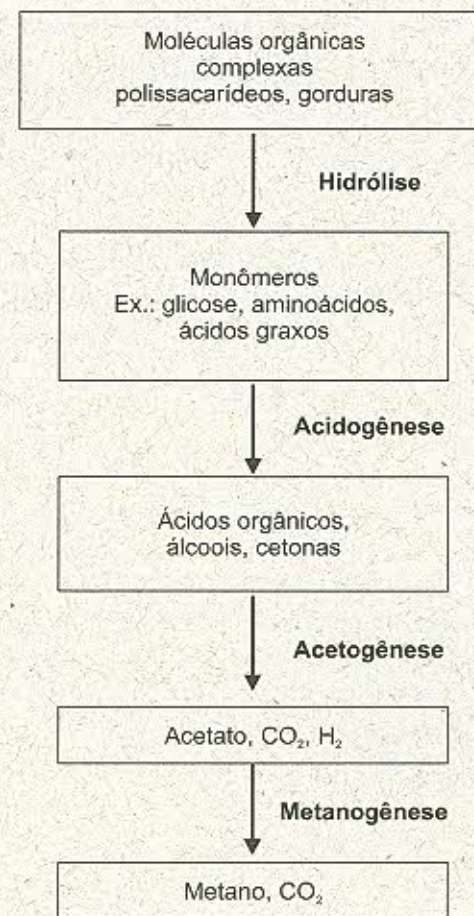 Moléculas orgânicas
complexas
polissacarídeos, gorduras
Hidrólise
Monômeros
Ex.: glicose, aminoácidos,
ácidos graxos
Acidogênese
Ácidos orgânicos,
álcoois, cetonas
Acetogênese
Acetato, CO₂, H₂
Metanogênese
Metano, CO₂